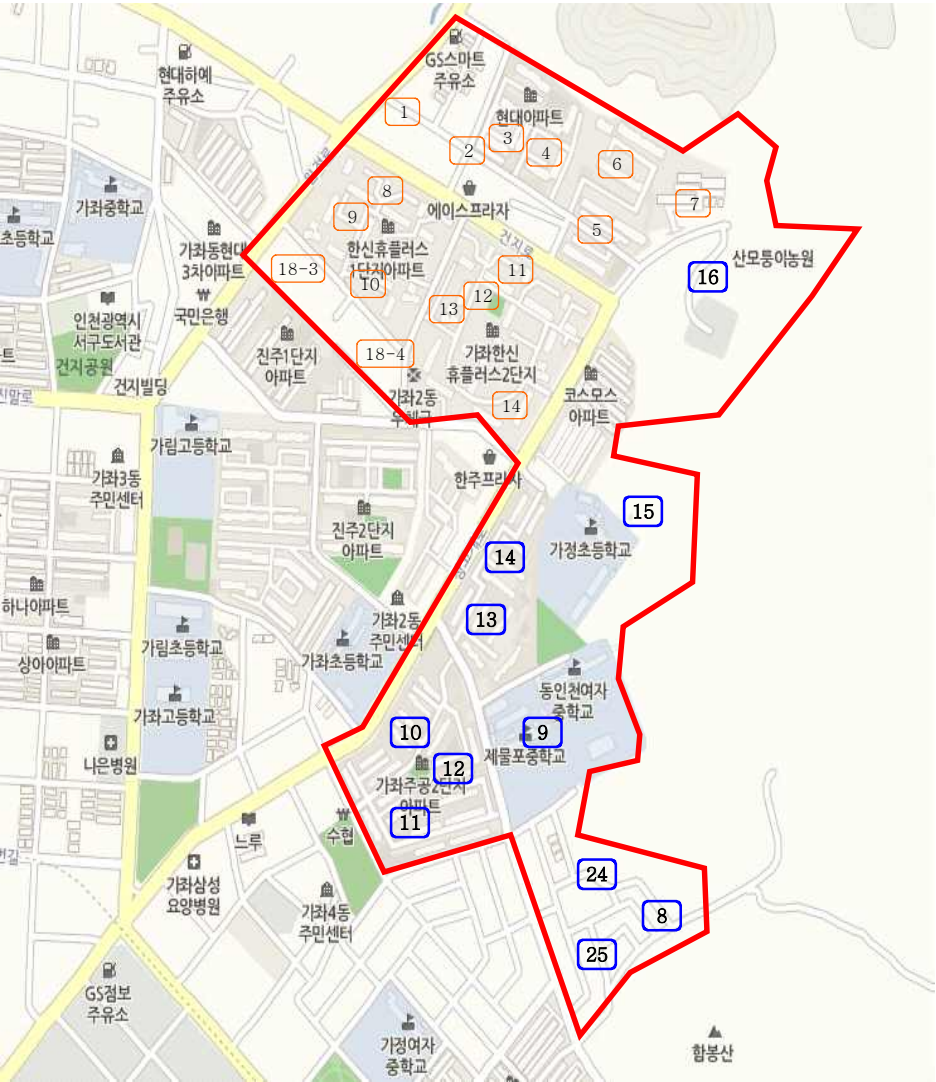 GS스마트
주유소
현대하예
주유소
현대아파트
1
2
3
4
6
7
5
가좌중학교
초등학교
8
9
에이스프라자
건지로
가좌동현대
3차아파트
한신휴플러스
1단지아파트
18-3
10
11
12
13
산모퉁이농원
16
국민은행
인천광역시
서구도서관
건지공원
진주1단지
아파트
18-4
가좌한신
휴플러스2단지
건지빌딩
가좌2동
우체국
14
코스모스
아파트
가림고등학교
가좌3동
주민센터
한주프라자
15
진주2단지
아파트
14
가정초등학교
13
하나아파트
상아아파트
가림초등학교
가좌2동
주민센터
가좌초등학교
동인천여자
중학교
가좌고등학교
10
9
제물포중학교
나은병원
12
가좌주공2단지
아파트
11
느루
수협
가좌삼성
요양병원
가좌4동
주민센터
24
8
25
GS점보
주유소
가정여자
중학교
함봉산